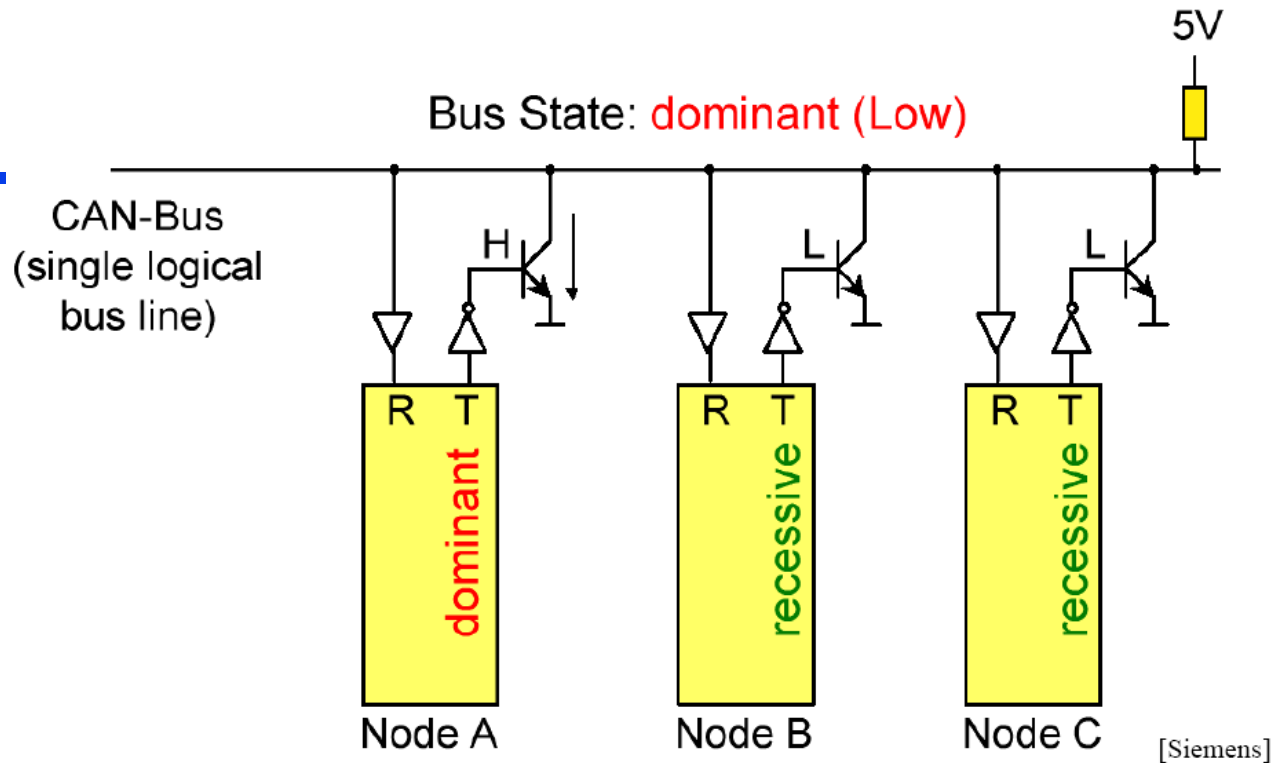 5V
Bus State: dominant (Low)
CAN-Bus
(single logical
bus line)
H
L
L
R T
R T
R T
dominant
recessive
recessive
Node A
Node B
Node C
[Siemens]